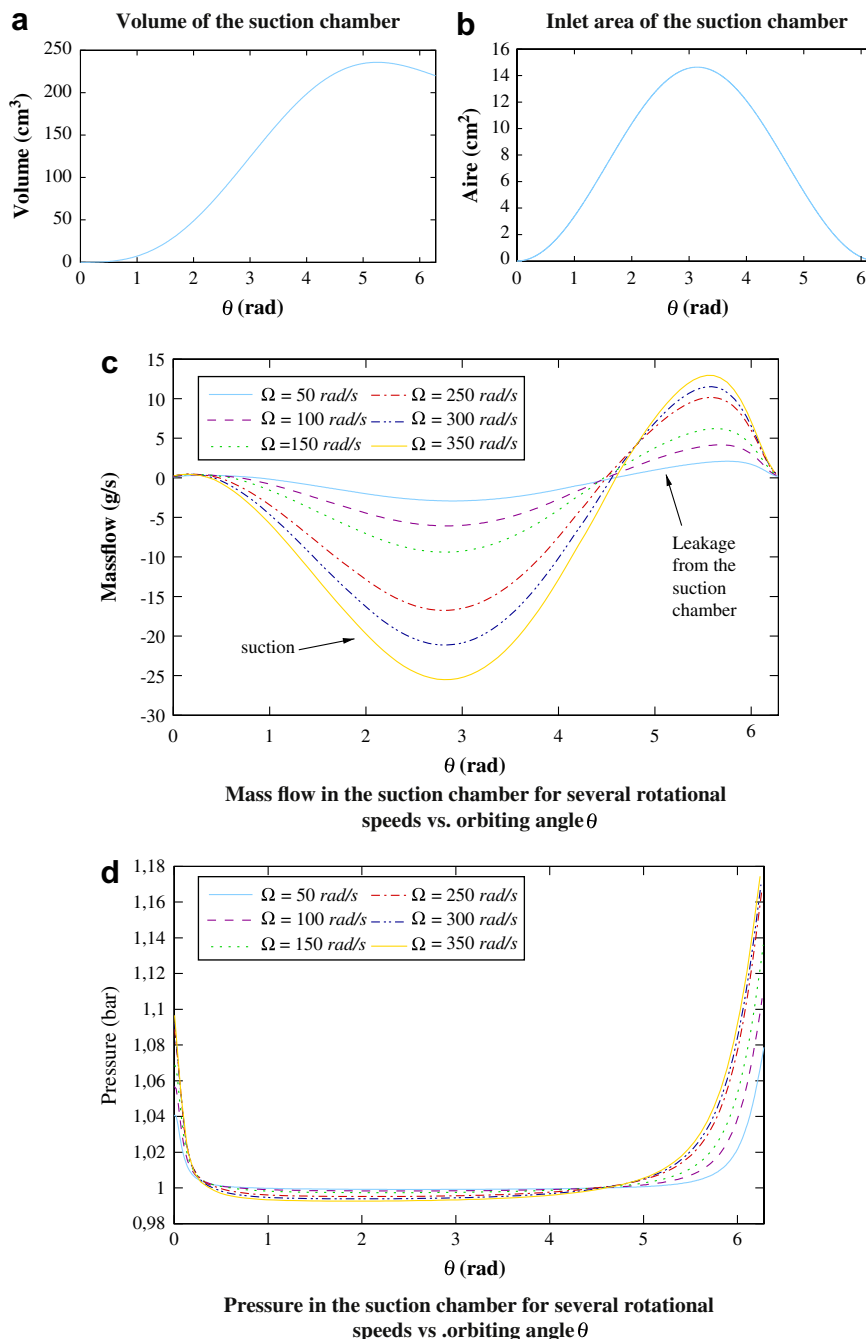 a
Volume of the suction chamber
250
200
150
100
50
0
Volume (cm³)
0 1 2 3 4 5 6
θ (rad)
b
Inlet area of the suction chamber
16
14
12
10
8
6
4
2
0
Aire (cm²)
0 1 2 3 4 5 6
θ (rad)
c
15
10
5
0
-5
-10
-15
-20
-25
-30
Massflow (g/s)
Ω = 50 rad/s
Ω = 100 rad/s
Ω =150 rad/s
Ω = 250 rad/s
Ω = 300 rad/s
Ω = 350 rad/s
Leakage
from the
suction
chamber
suction
0 1 2 3 4 5 6
θ (rad)
Mass flow in the suction chamber for several rotational
speeds vs. orbiting angle θ
d
1,18
1,16
1,14
1,12
1,1
1,08
1,06
1,04
1,02
1
0,98
Pressure (bar)
Ω = 50 rad/s
Ω = 100 rad/s
Ω = 150 rad/s
Ω = 250 rad/s
Ω = 300 rad/s
Ω = 350 rad/s
0 1 2 3 4 5 6
θ (rad)
Pressure in the suction chamber for several rotational
speeds vs .orbiting angle θ